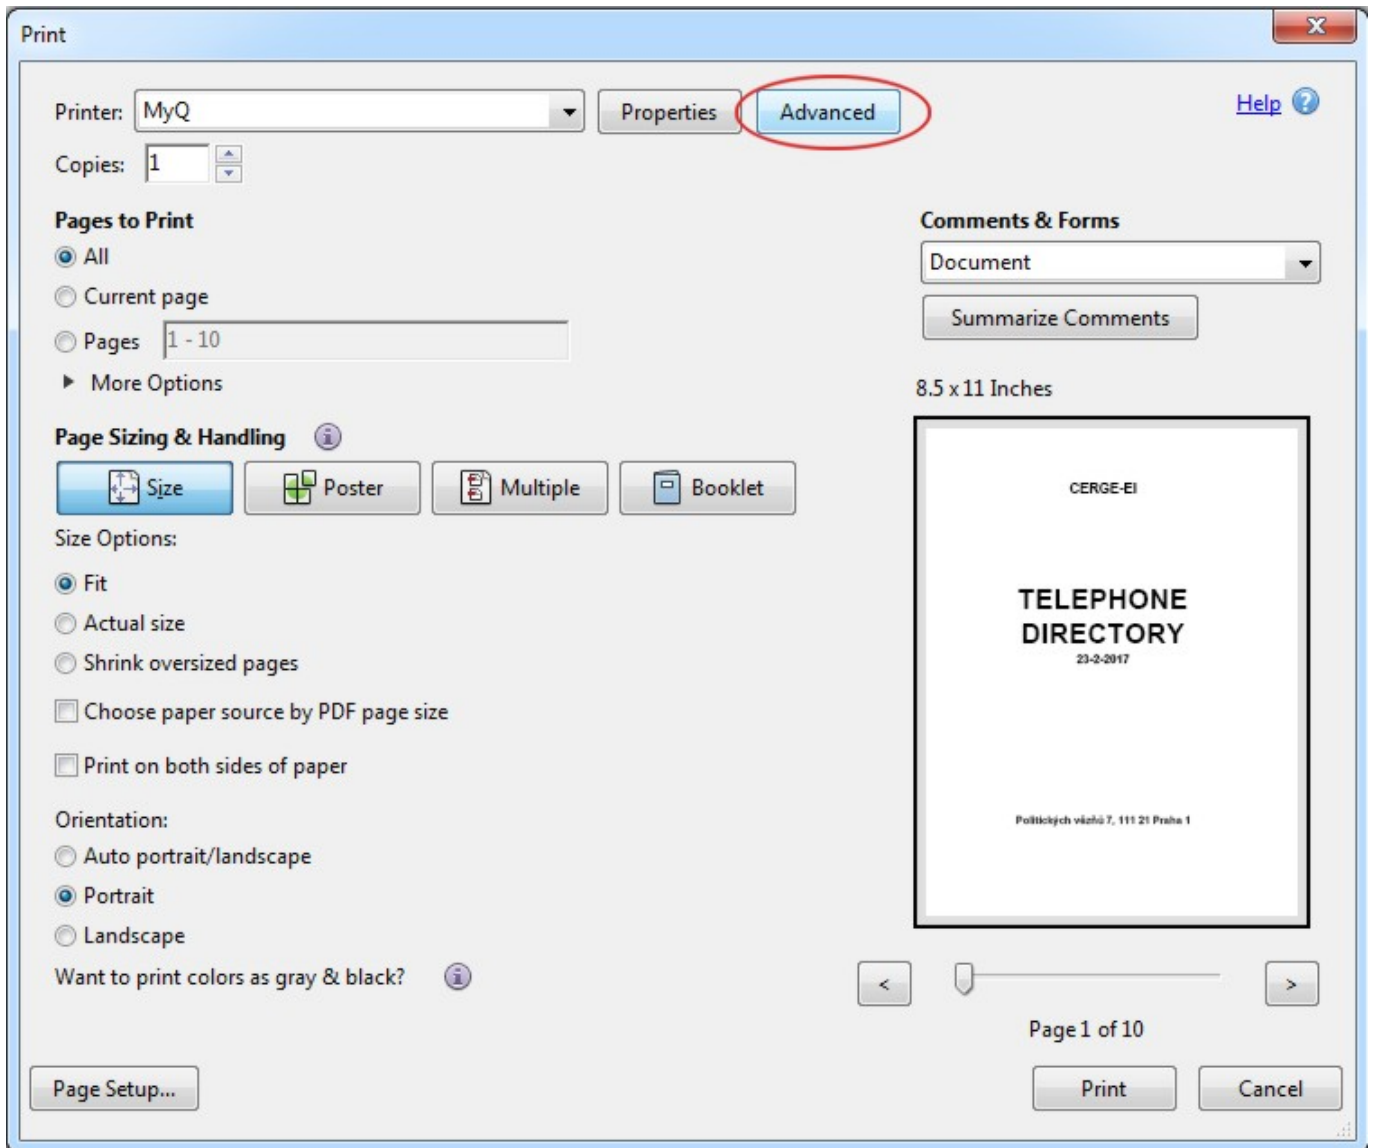 Print
Printer: MyQ Properties Advanced Help
Copies: 1
Pages to Print
All
Current page
Pages 1 - 10
More Options
Page Sizing & Handling
Size Poster Multiple Booklet
Size Options:
Fit
Actual size
Shrink oversized pages
Choose paper source by PDF page size
Print on both sides of paper
Orientation:
Auto portrait/landscape
Portrait
Landscape
Want to print colors as gray & black?
Comments & Forms
Document
Summarize Comments
8.5 x 11 Inches
CERGE-EI
TELEPHONE
DIRECTORY
23-2-2017
Politických vězňů 7, 111 21 Praha 1
< >
Page 1 of 10
Page Setup... Print Cancel